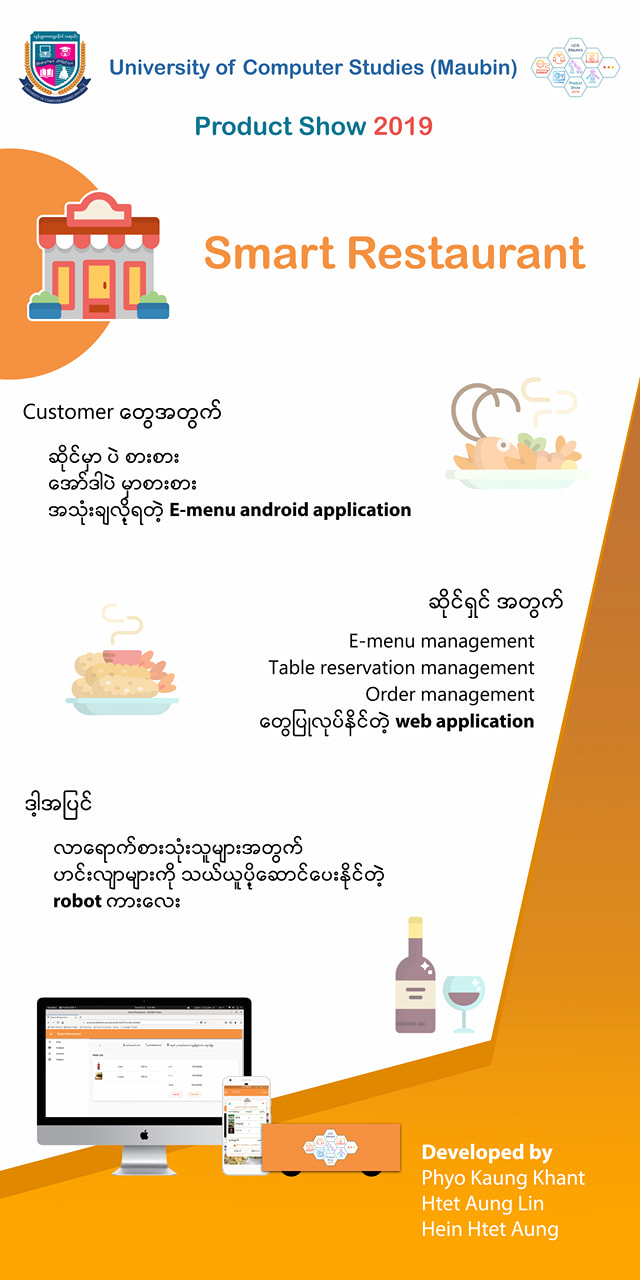 University of Computer Studies (Maubin)
UCS
(Maubin)
Product
Show
2019
Product Show 2019
Smart Restaurant
Customer တွေအတွက်
ဆိုင်မှာ ပဲ စားစား
အော်ဒါပဲ မှာစားစား
အသုံးချလို့ရတဲ့ E-menu android application
ဆိုင်ရှင် အတွက်
E-menu management
Table reservation management
Order management
တွေပြုလုပ်နိင်တဲ့ web application
ဒါ့အပြင်
လာရောက်စားသုံးသူများအတွက်
ဟင်းလျာများကို သယ်ယူပို့ဆောင်ပေးနိုင်တဲ့
robot ကားလေး
Developed by
Phyo Kaung Khant
Htet Aung Lin
Hein Htet Aung